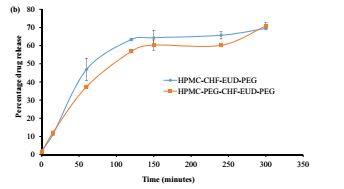 (b)
80
70
60
50
40
30
20
10
0
Percentage drug release
HPMC-CHF-EUD-PEG
HPMC-PEG-CHF-EUD-PEG
0 50 100 150 200 250 300 350
Time (minutes)